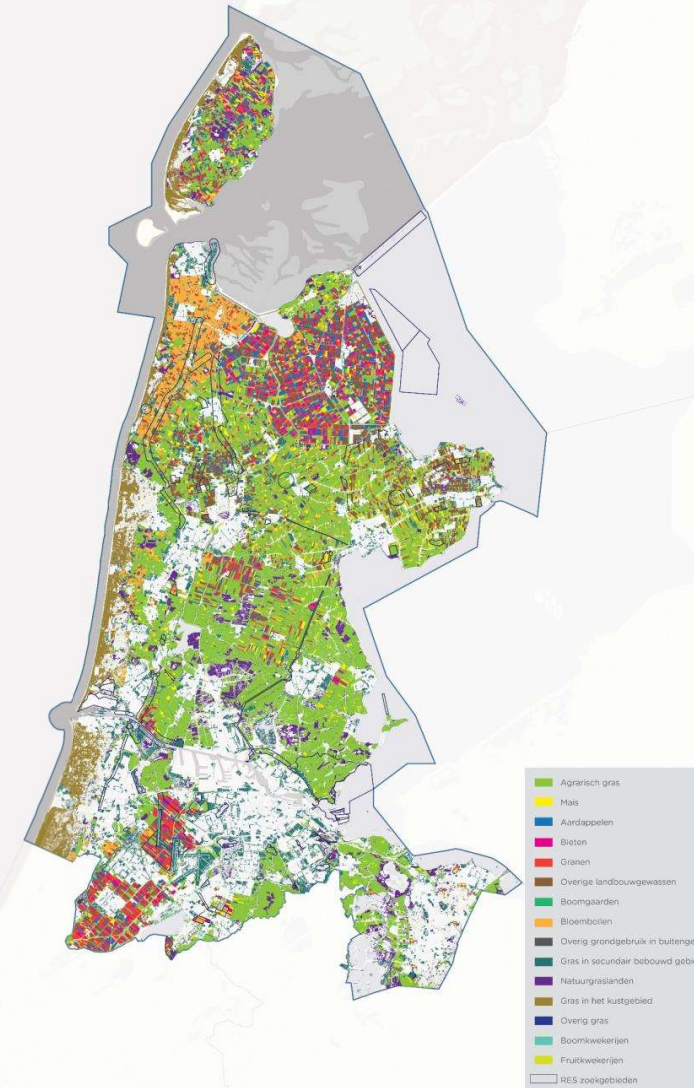 Agrarisch gras
Mais
Aardappelen
Bieten
Granen
Overige landbouwgewassen
Boomgaarden
Bloembollen
Overig grondgebruik in buitenge
Gras in secundair bebouwd gebie
Natuurgraslanden
Gras in het kustgebied
Overig gras
Boomkwekerijen
Fruitkwekerijen
RES zoekgebieden